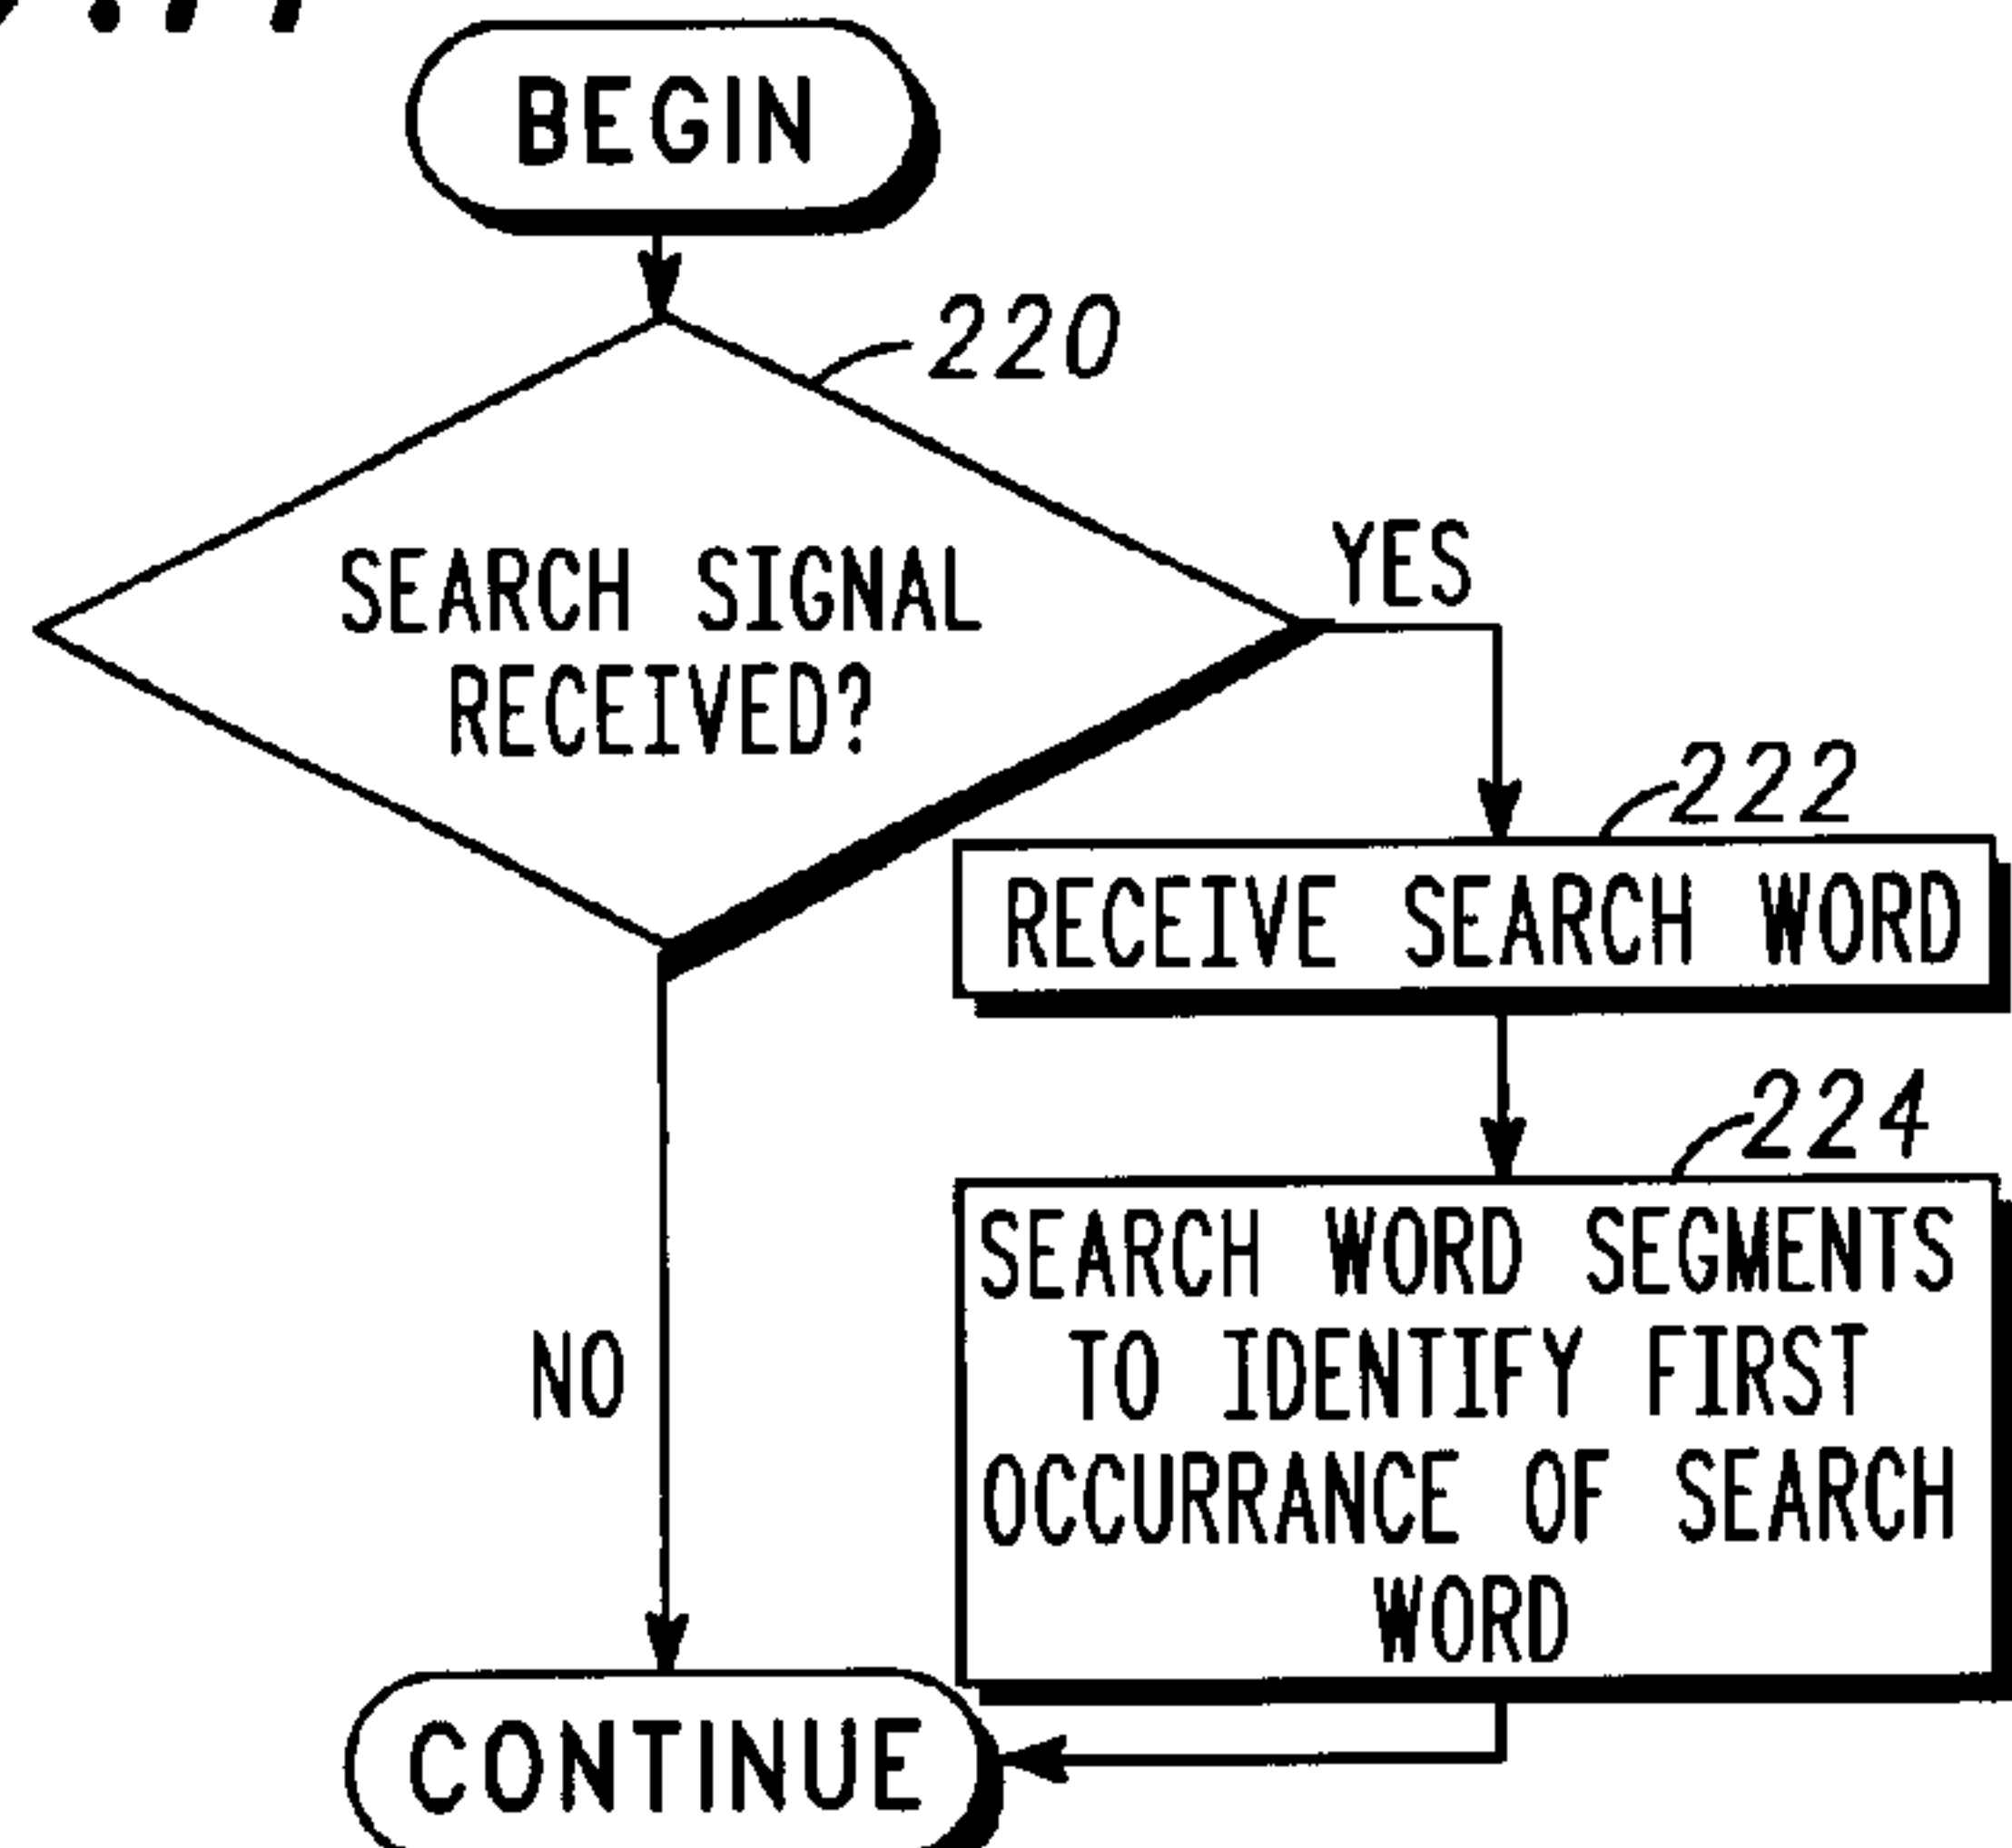 BEGIN
220
SEARCH SIGNAL
RECEIVED?
YES
222
RECEIVE SEARCH WORD
224
SEARCH WORD SEGMENTS
TO IDENTIFY FIRST
OCCURRANCE OF SEARCH
WORD
NO
CONTINUE